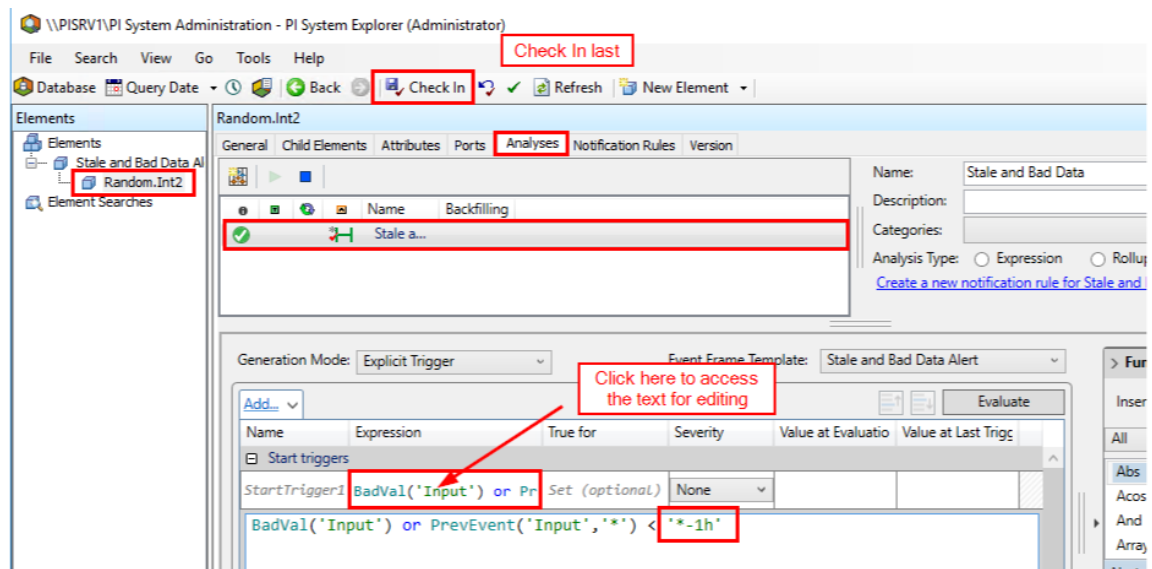 \\PISRV1\PI System Administration - PI System Explorer (Administrator)
Check In last
File Search View Go Tools Help
Database Query Date Back Check In Refresh New Element
Elements
Elements
Stale and Bad Data Al
Random.Int2
Element Searches
Random.Int2
General Child Elements Attributes Ports Analyses Notification Rules Version
Name Backfilling
Stale a...
Name: Stale and Bad Data
Description:
Categories:
Analysis Type: Expression Rollup
Create a new notification rule for Stale and
Generation Mode: Explicit Trigger
Event Frame Template: Stale and Bad Data Alert
Click here to access
the text for editing
Add...
Evaluate
Name Expression True for Severity Value at Evaluatio Value at Last Trigg
Start triggers
StartTrigger1 BadVal('Input') or Pr Set (optional) None
BadVal('Input') or PrevEvent('Input','*') < '*-1h'
Fur
Inser
All
Abs
Acos
And
Array